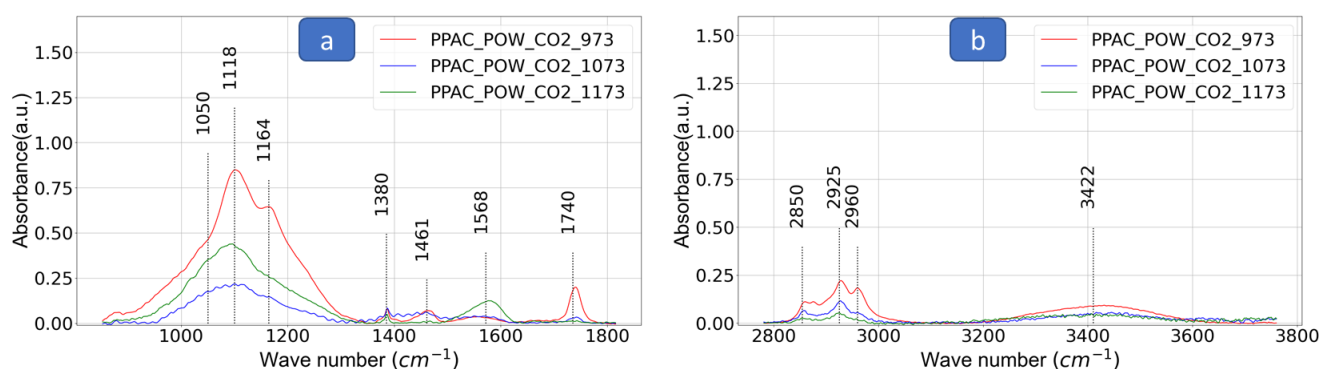 a
PPAC_POW_CO2_973
PPAC_POW_CO2_1073
PPAC_POW_CO2_1173
1050
1118
1164
1380
1461
1568
1740
Absorbance(a.u.)
1.50
1.25
1.00
0.75
0.50
0.25
0.00
1000 1200 1400 1600 1800
Wave number (cm⁻¹)
b
PPAC_POW_CO2_973
PPAC_POW_CO2_1073
PPAC_POW_CO2_1173
2850
2925
2960
3422
Absorbance(a.u.)
1.50
1.25
1.00
0.75
0.50
0.25
0.00
2800 3000 3200 3400 3600 3800
Wave number (cm⁻¹)